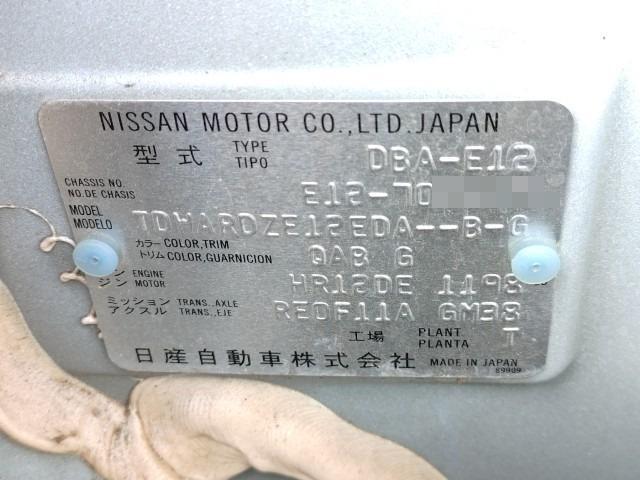 NISSAN MOTOR CO.,LTD.JAPAN
型式 TYPE TIPO DBA-E12
CHASSIS NO. NO.DE CHASIS E12-70
MODEL MODELO TDHARDZE12EDA--B-G
カラー COLOR,TRIM トリム COLOR,GUARNICION QAB G
ジン ENGINE MOTOR HR12DE 1198
ミッション TRANS.,AXLE アクスル TRANS.,EJE RE0F11A GM38
工場 PLANT. PLANTA T
日産自動車株式会社 MADE IN JAPAN
89909